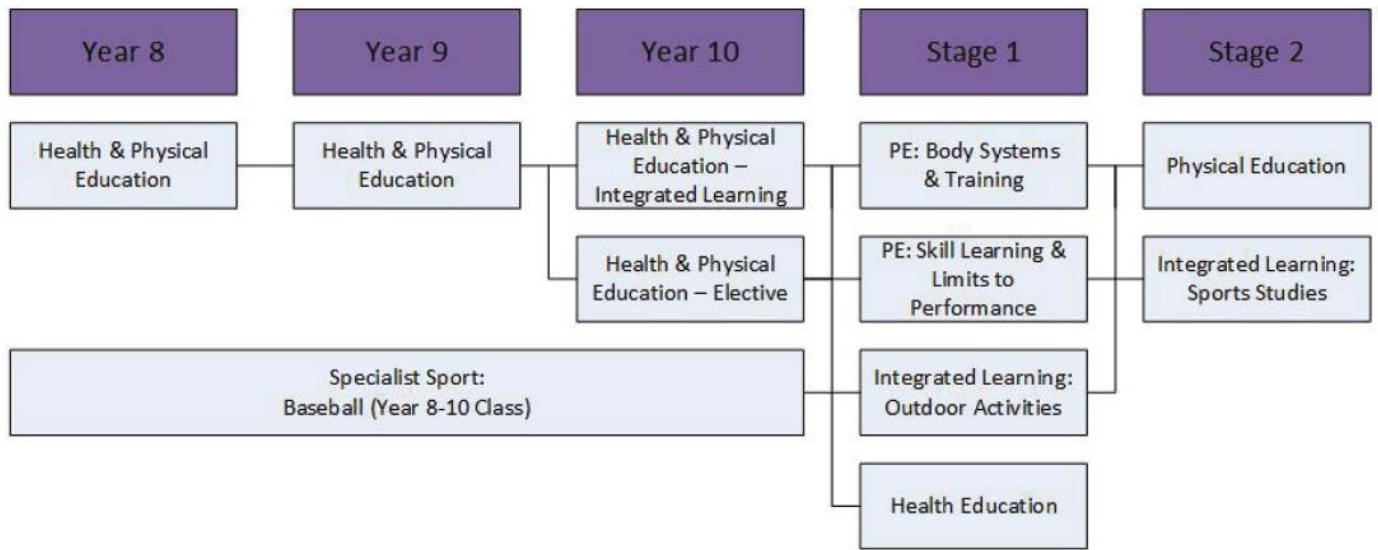 Year 8
Year 9
Year 10
Stage 1
Stage 2
Health & Physical
Education
Health & Physical
Education
Health & Physical
Education –
Integrated Learning
PE: Body Systems
& Training
Physical Education
Health & Physical
Education – Elective
PE: Skill Learning &
Limits to
Performance
Integrated Learning:
Sports Studies
Specialist Sport:
Baseball (Year 8-10 Class)
Integrated Learning:
Outdoor Activities
Health Education